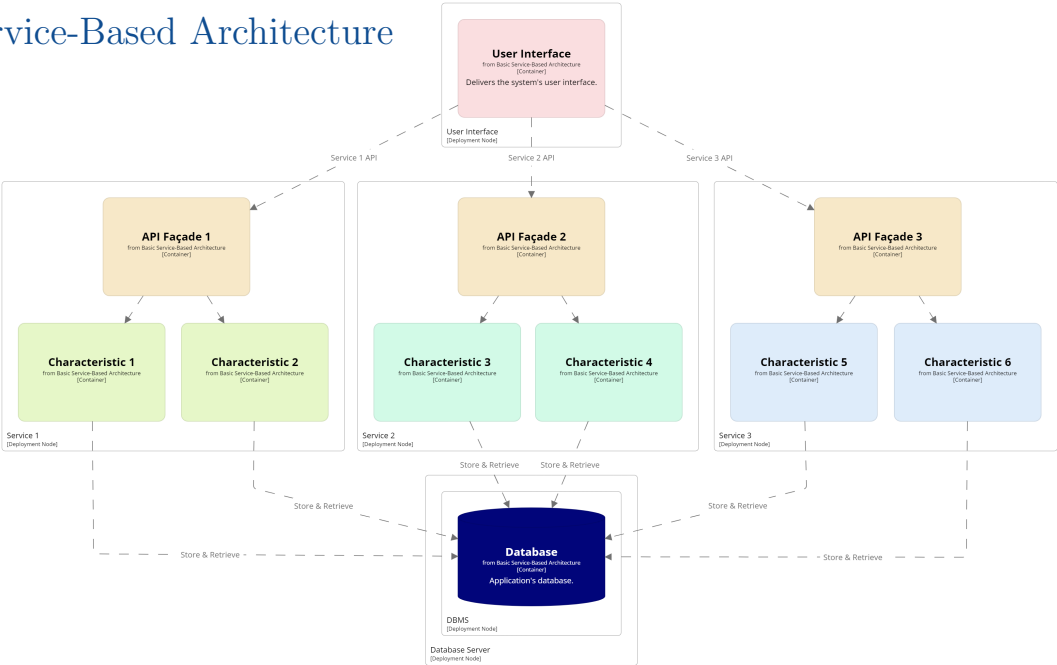 rvice-Based Architecture
User Interface
from Basic Service-Based Architecture
[Container]
Delivers the system's user interface.
User Interface
[Deployment Node]
Service 1 API
Service 2 API
Service 3 API
API Façade 1
from Basic Service-Based Architecture
[Container]
API Façade 2
from Basic Service-Based Architecture
[Container]
API Façade 3
from Basic Service-Based Architecture
[Container]
Characteristic 1
from Basic Service-Based Architecture
[Container]
Characteristic 2
from Basic Service-Based Architecture
[Container]
Characteristic 3
from Basic Service-Based Architecture
[Container]
Characteristic 4
from Basic Service-Based Architecture
[Container]
Characteristic 5
from Basic Service-Based Architecture
[Container]
Characteristic 6
from Basic Service-Based Architecture
[Container]
Service 1
[Deployment Node]
Service 2
[Deployment Node]
Service 3
[Deployment Node]
Store & Retrieve
Store & Retrieve
Store & Retrieve
Store & Retrieve
Store & Retrieve
Store & Retrieve
Database
from Basic Service-Based Architecture
[Container]
Application's database.
DBMS
[Deployment Node]
Database Server
[Deployment Node]